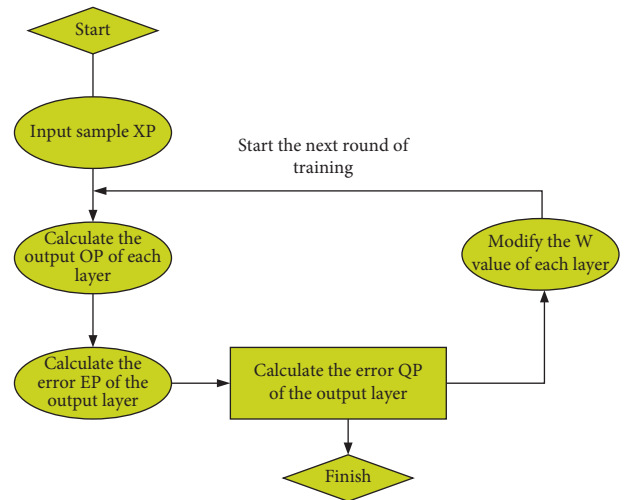 Start
Input sample XP
Start the next round of
training
Calculate the
output OP of each
layer
Modify the W
value of each layer
Calculate the
error EP of the
output layer
Calculate the error QP
of the output layer
Finish